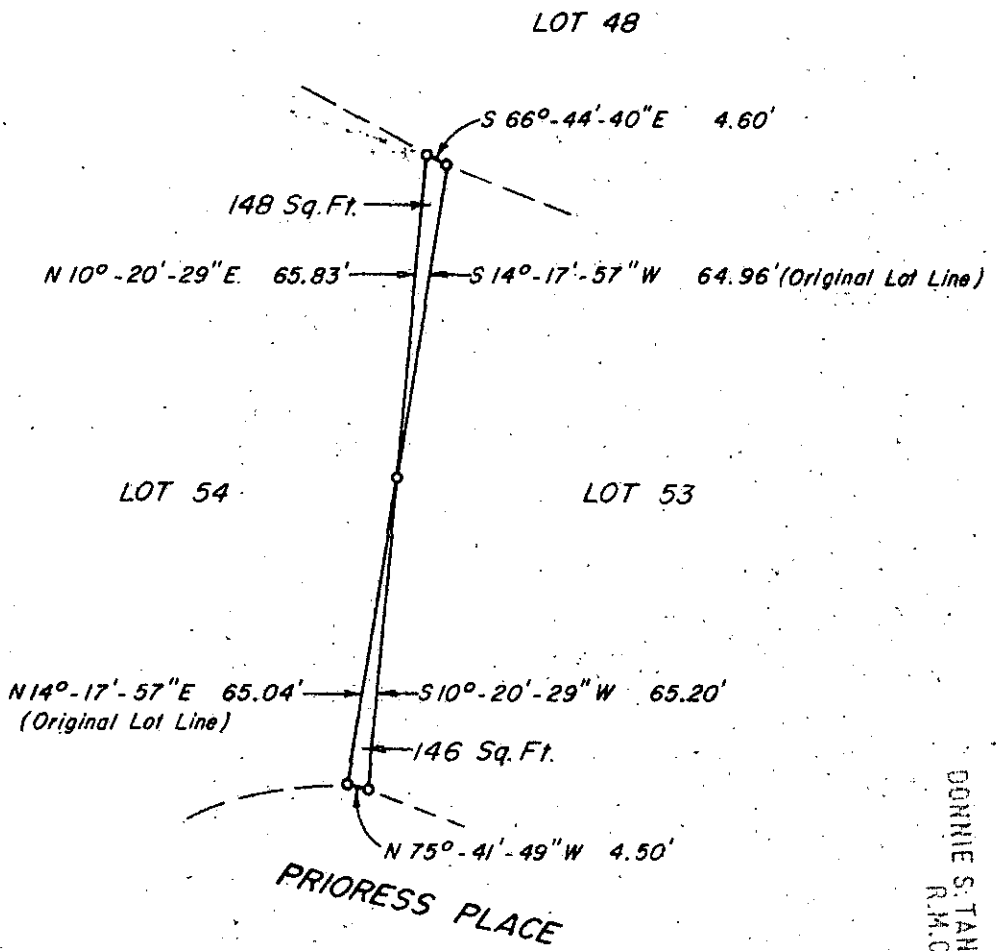 LOT 48
S 66°-44'-40"E 4.60'
148 Sq.Ft.
N 10°-20'-29"E. 65.83'
S 14°-17'-57"W 64.96'(Original Lot Line)
LOT 54
LOT 53
N 14°-17'-57"E 65.04'
(Original Lot Line)
S 10°-20'-29"W 65.20'
146 Sq.Ft.
N 75°-41'-49"W 4.50'
PRIORESS PLACE
DONNIE S. TAN
R.M.C